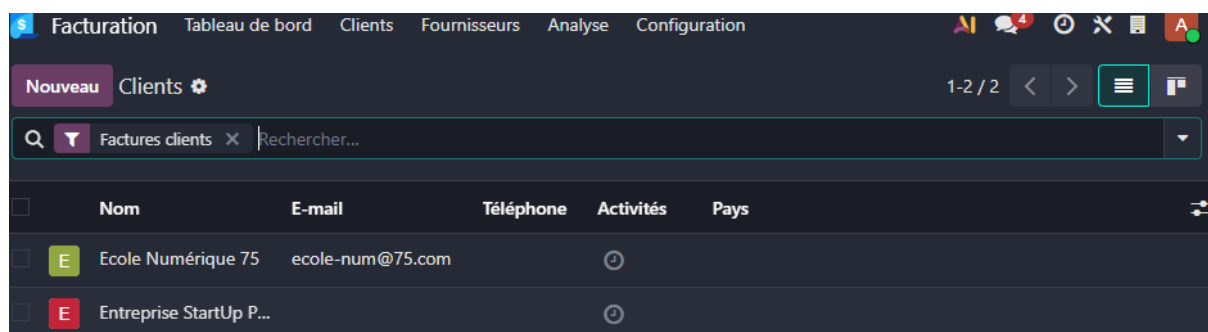 $ Facturation Tableau de bord Clients Fournisseurs Analyse Configuration AI 4 A
Nouveau Clients 1-2 / 2
Factures clients Rechercher...
Nom E-mail Téléphone Activités Pays
E Ecole Numérique 75 ecole-num@75.com
E Entreprise StartUp P...